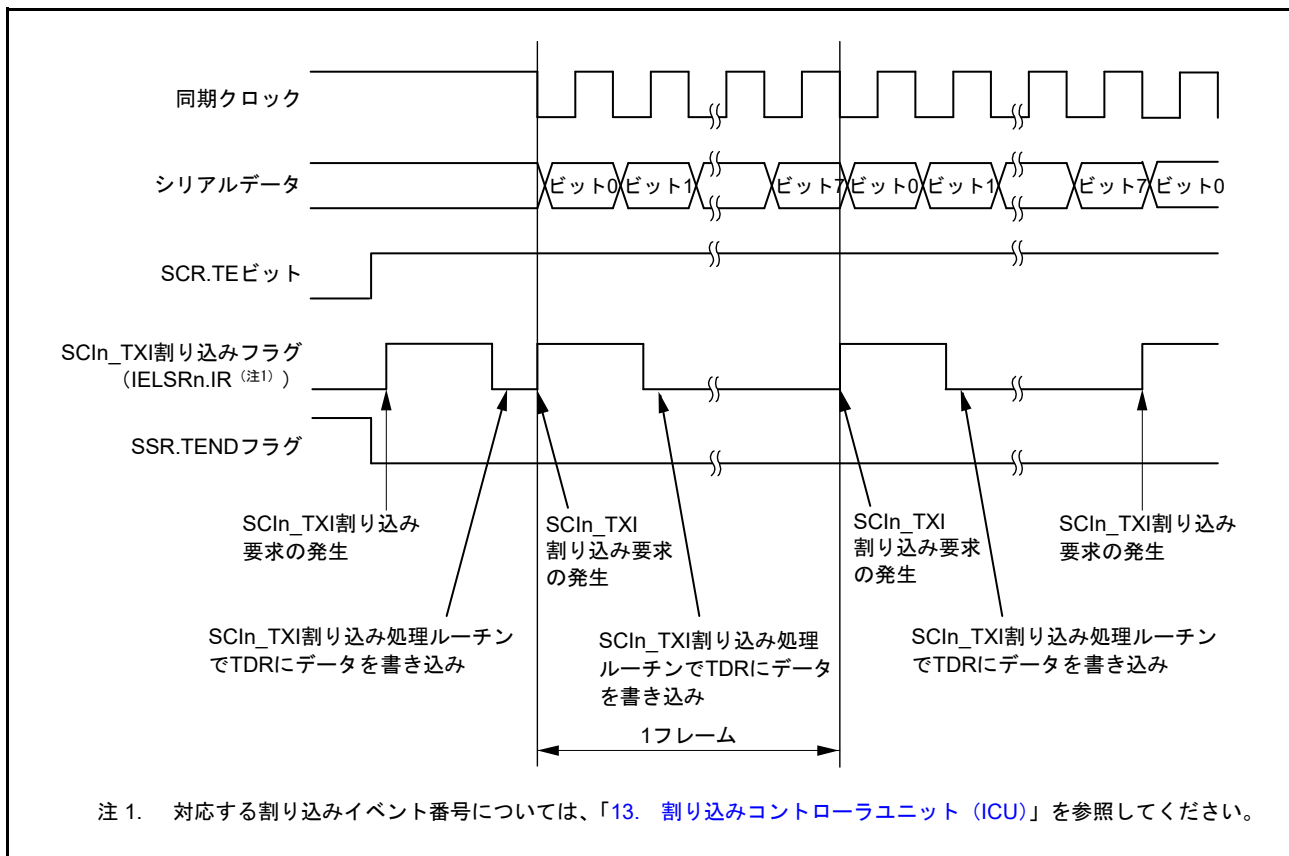 同期クロック
シリアルデータ
ビット0 ビット1 ビット7 ビット0 ビット1 ビット7 ビット0
SCR.TEビット
SCIn_TXI割り込みフラグ
(IELSRn.IR (注1) )
SSR.TENDフラグ
SCIn_TXI割り込み
要求の発生
SCIn_TXI
割り込み要求
の発生
SCIn_TXI
割り込み要求
の発生
SCIn_TXI割り込み
要求の発生
SCIn_TXI割り込み処理ルーチン
でTDRにデータを書き込み
SCIn_TXI割り込み処理
ルーチンでTDRにデータ
を書き込み
SCIn_TXI割り込み処理ルーチン
でTDRにデータを書き込み
1フレーム
注 1. 対応する割り込みイベント番号については、「13. 割り込みコントローラユニット（ICU）」を参照してください。